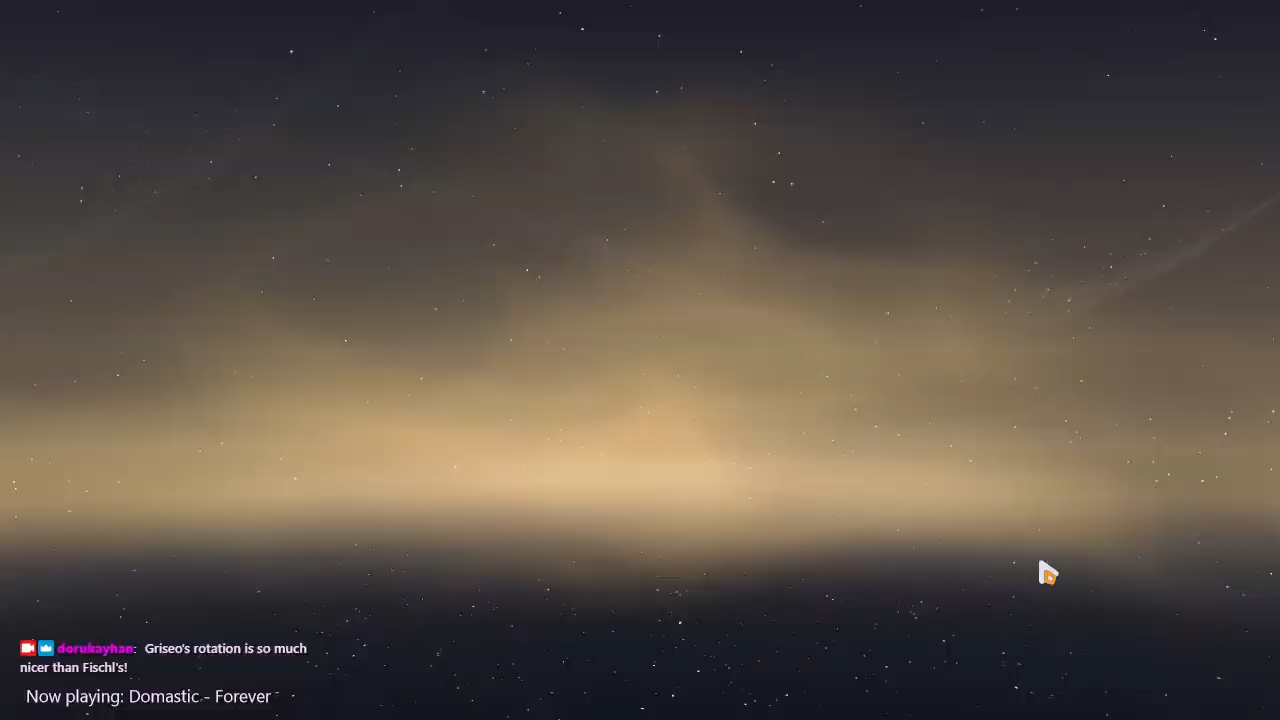 dorukayhan: Griseo's rotation is so much
nicer than Fischl's!
Now playing: Domastic - Forever -